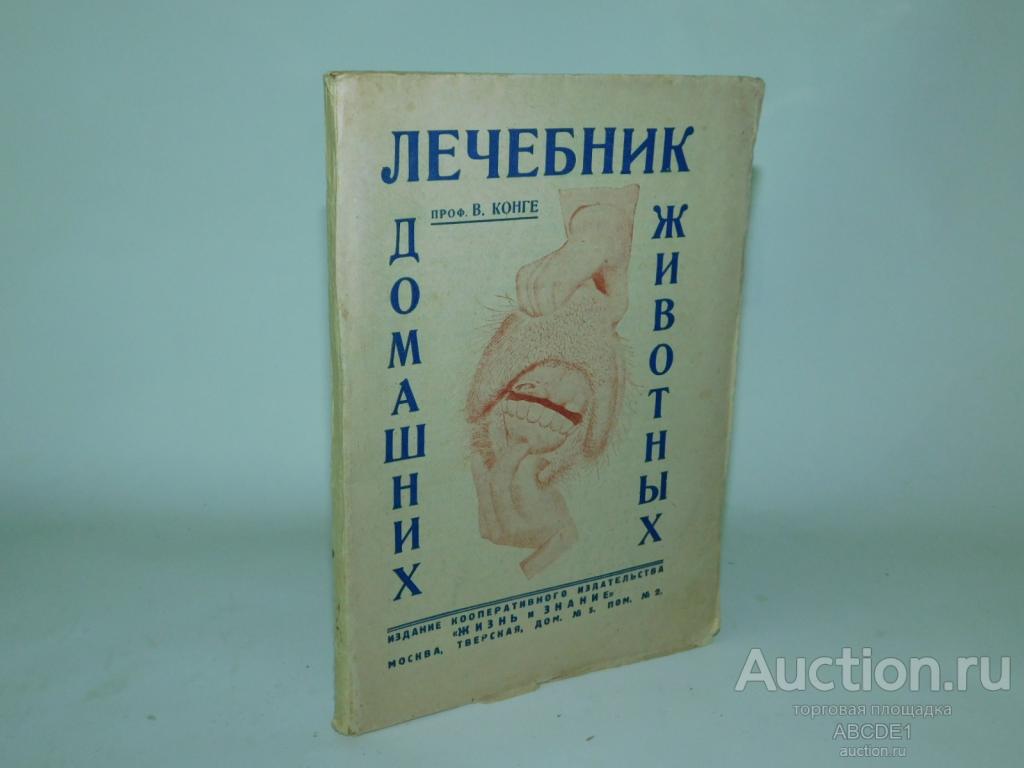 ЛЕЧЕБНИК
ПРОФ. В. КОНГЕ
ДОМАШНИХ
ЖИВОТНЫХ
ИЗДАНИЕ КООПЕРАТИВНОГО ИЗДАТЕЛЬСТВА
«ЖИЗНЬ и ЗНАНИЕ»
МОСКВА, ТВЕРСКАЯ, ДОМ. № 5. ПОМ. № 2.
Auction.ru
торговая площадка
ABCDE1
auction.ru